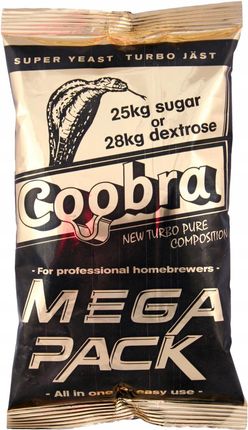 SUPER YEAST TURBO JÄST
25kg sugar
or
28kg dextrose
Coobra
NEW TURBO PURE
COMPOSITION
- For professional homebrewers -
MEGA
PACK
- All in one easy use -